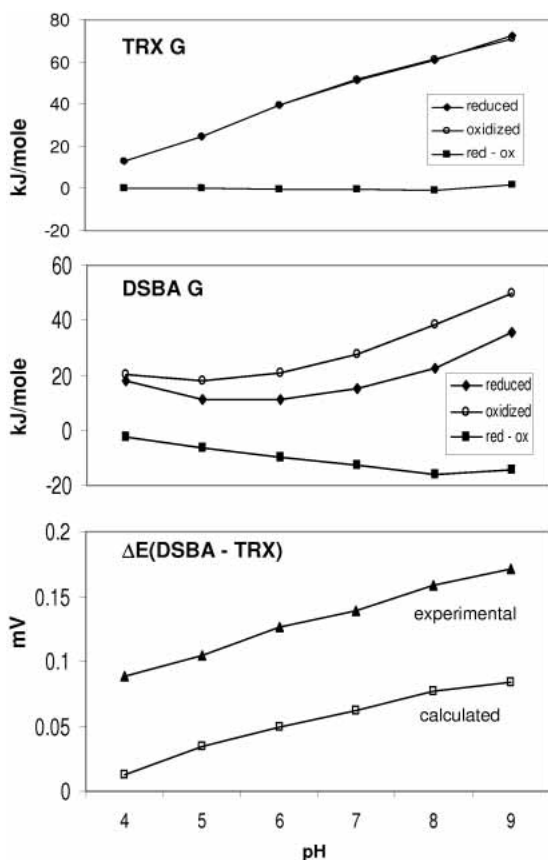 80
TRX G
60
40
20
0
-20
kJ/mole
reduced
oxidized
red - ox
60
DSBA G
40
20
0
-20
kJ/mole
reduced
oxidized
red - ox
0.2
ΔE(DSBA - TRX)
0.15
0.1
0.05
0
mV
experimental
calculated
4 5 6 7 8 9
pH